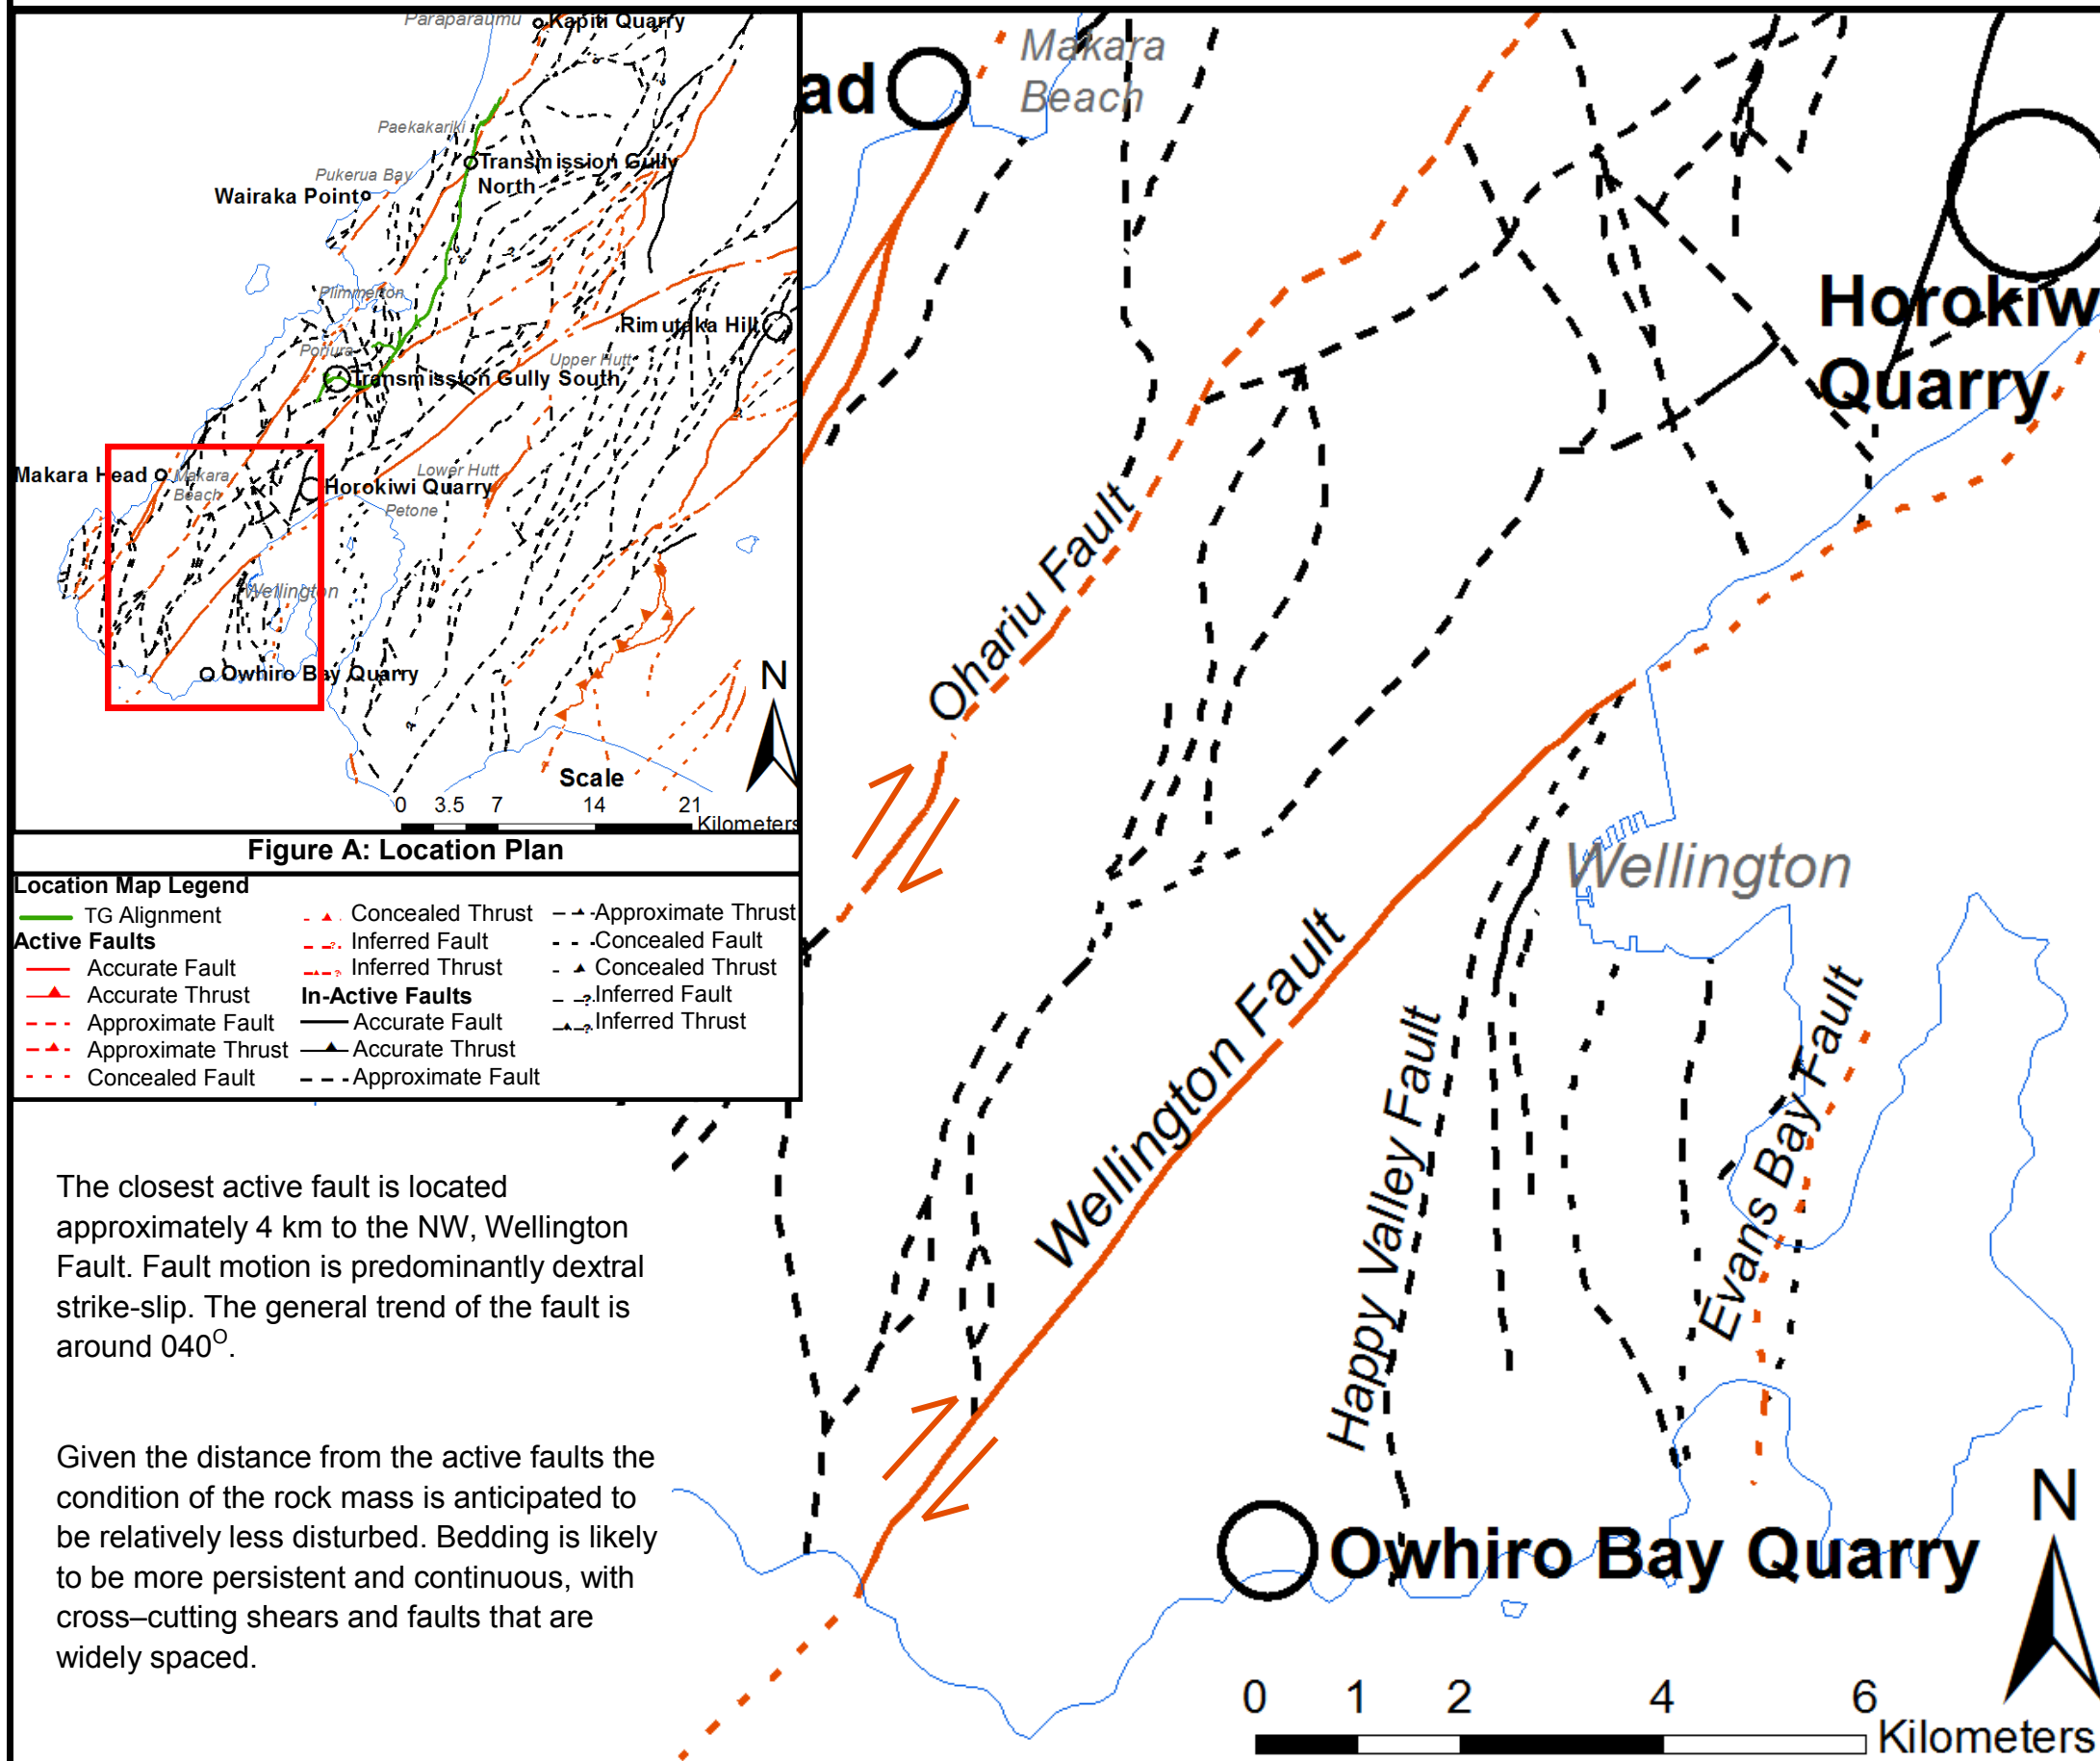 Paraparaumu
Kapiti Quarry
Paekakariki
Transmission Gully
North
Pukerua Bay
Wairaka Point
Plimmerton
Rimutaka Hill
Porirua
Upper Hutt
Transmission Gully South
Makara Head
Makara
Beach
Lower Hutt
Horokiwi Quarry
Petone
Wellington
Owhiro Bay Quarry
N
Scale
0 3.5 7 14 21
Kilometers
Figure A: Location Plan
Location Map Legend
TG Alignment
Active Faults
Accurate Fault
Accurate Thrust
Approximate Fault
Approximate Thrust
Concealed Fault
Concealed Thrust
Inferred Fault
Inferred Thrust
In-Active Faults
Accurate Fault
Accurate Thrust
Approximate Fault
Approximate Thrust
Concealed Fault
Concealed Thrust
Inferred Fault
Inferred Thrust
The closest active fault is located
approximately 4 km to the NW, Wellington
Fault. Fault motion is predominantly dextral
strike-slip. The general trend of the fault is
around 040O.
Given the distance from the active faults the
condition of the rock mass is anticipated to
be relatively less disturbed. Bedding is likely
to be more persistent and continuous, with
cross–cutting shears and faults that are
widely spaced.
ad
Makara
Beach
Horokiw
Quarry
Ohariu Fault
Wellington
Wellington Fault
Happy Valley Fault
Evans Bay Fault
Owhiro Bay Quarry
N
0 1 2 4 6
Kilometers